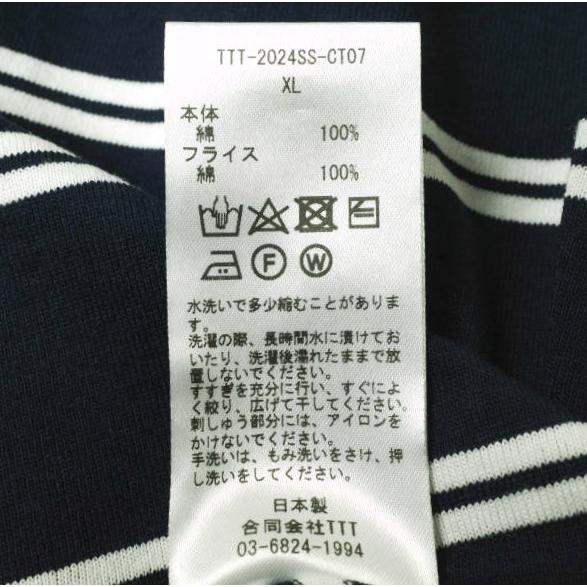 TTT-2024SS-CT07
XL
本体
綿 100%
フライス
綿 100%
F W
水洗いで多少縮むことがありま
す。
洗濯の際、長時間水に漬けてお
いたり、洗濯後濡れたままで放
置しないでください。
すすぎを充分に行い、すぐによ
く絞り、広げて干してください。
刺しゅう部分には、アイロンを
かけないでください。
手洗いは、もみ洗いをさけ、押
し洗いをしてください。
日本製
合同会社TTT
03-6824-1994